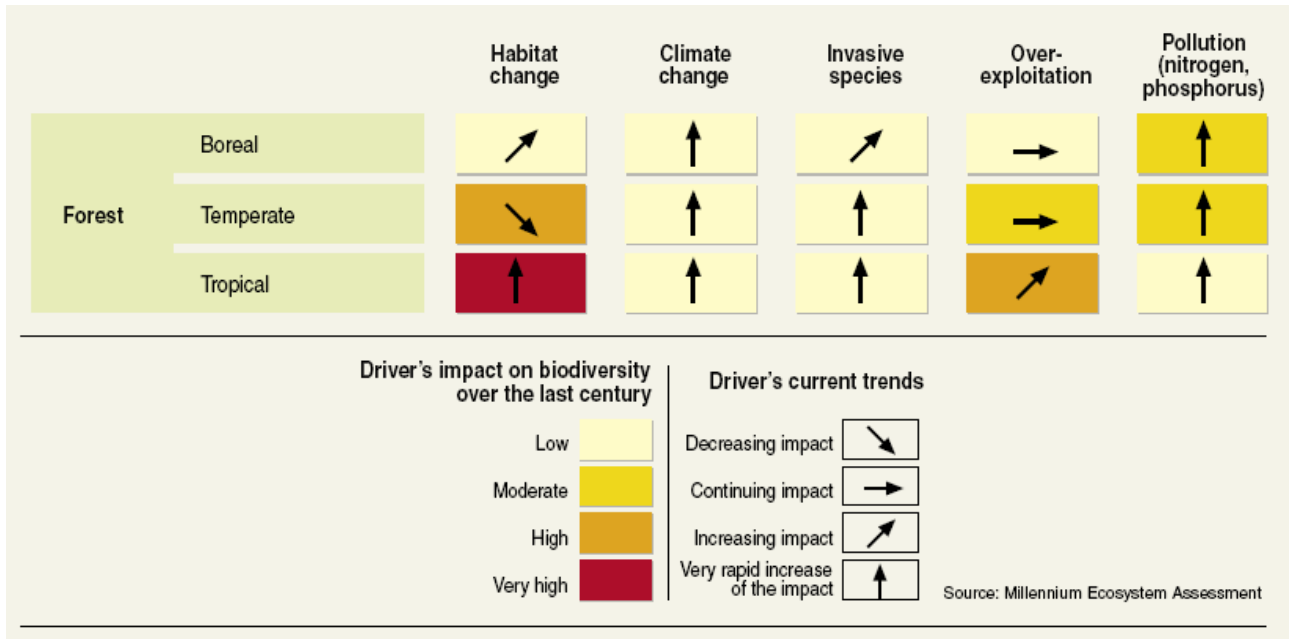 Habitat
change
Climate
change
Invasive
species
Over-
exploitation
Pollution
(nitrogen,
phosphorus)
Forest
Boreal
Temperate
Tropical
Driver's impact on biodiversity
over the last century
Low
Moderate
High
Very high
Driver's current trends
Decreasing impact
Continuing impact
Increasing impact
Very rapid increase
of the impact
Source: Millennium Ecosystem Assessment